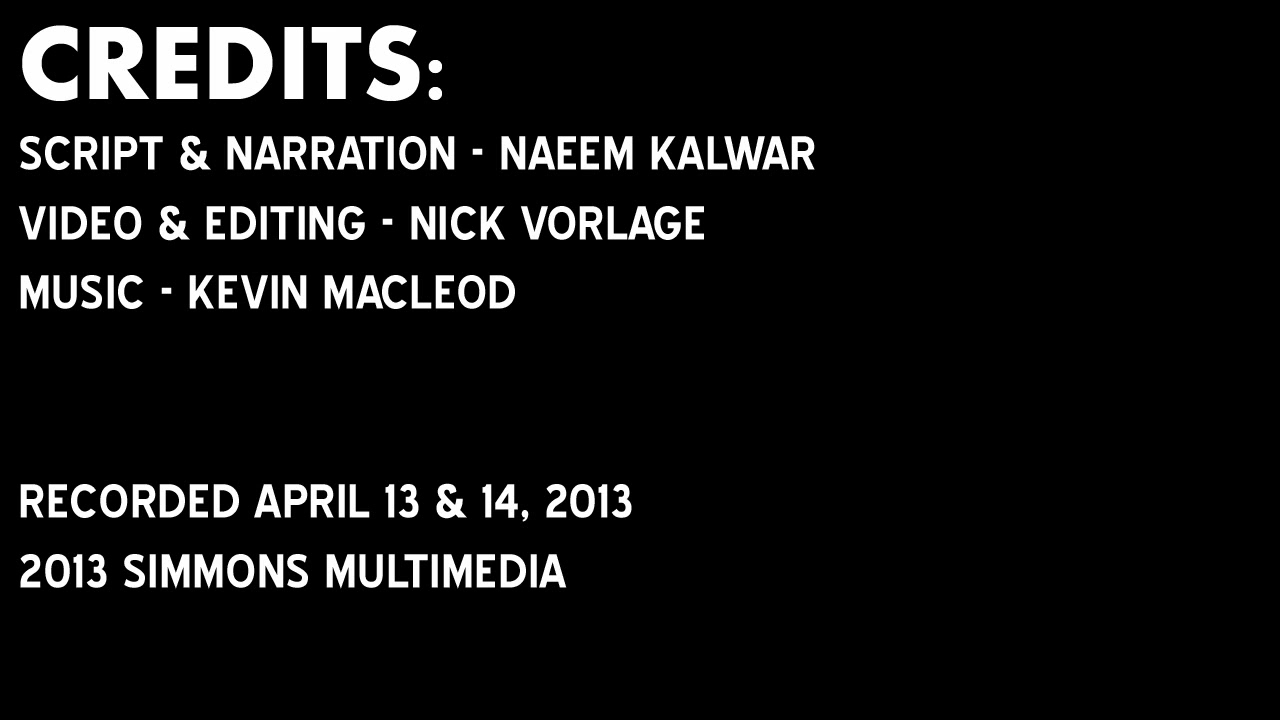 CREDITS:
SCRIPT & NARRATION - NAEEM KALWAR
VIDEO & EDITING - NICK VORLAGE
MUSIC - KEVIN MACLEOD
RECORDED APRIL 13 & 14, 2013
2013 SIMMONS MULTIMEDIA